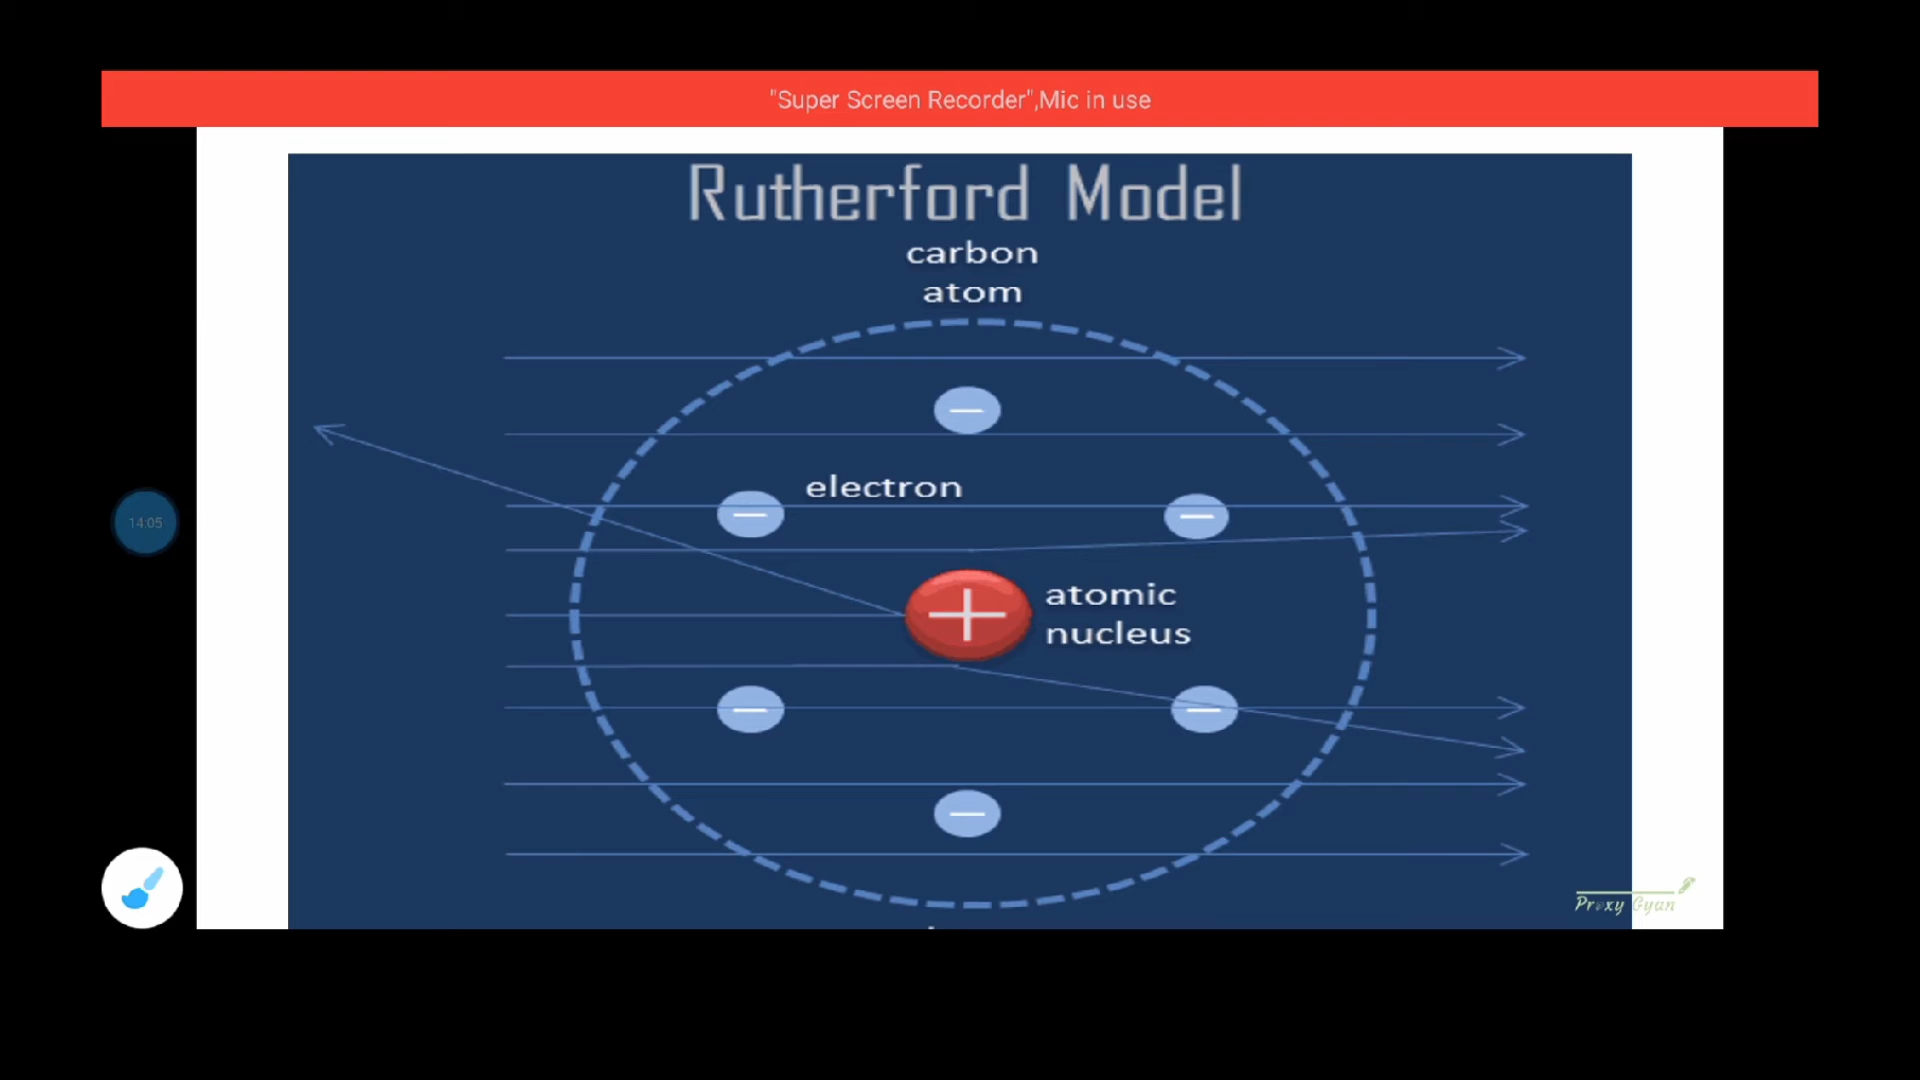 "Super Screen Recorder",Mic in use
Rutherford Model
carbon
atom
electron
atomic
nucleus
14:05
Proxy Gyan